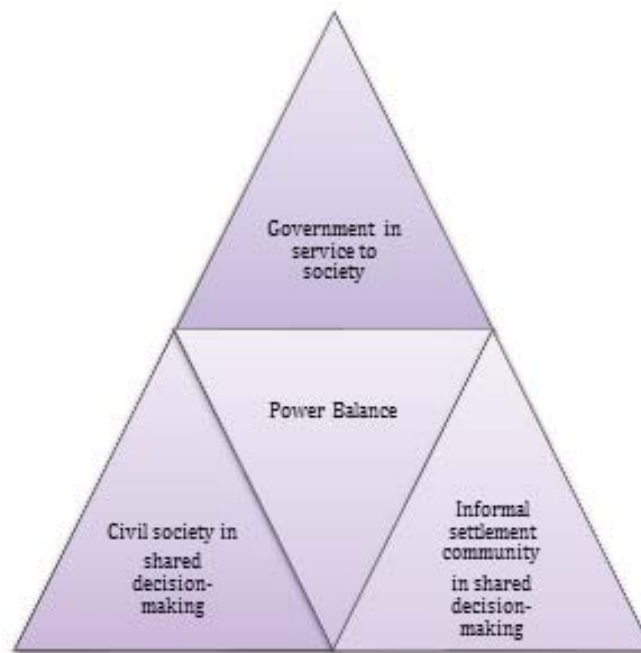 Government in
service to
society
Power Balance
Civil society in
shared
decision-
making
Informal
settlement
community
in shared
decision-
making